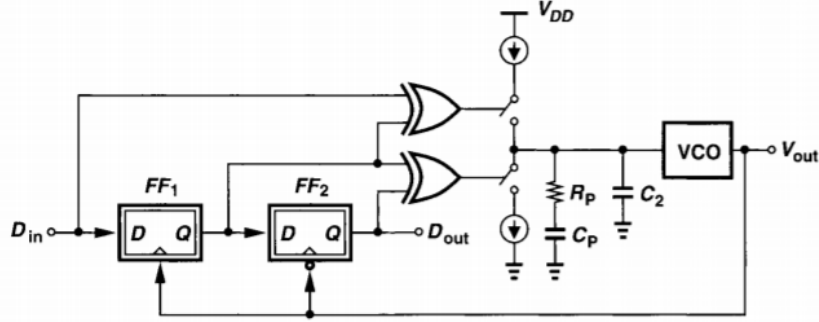 V_DD
VCO
V_out
R_P
C_2
C_P
FF_1
FF_2
D_in
D Q
D Q
D_out